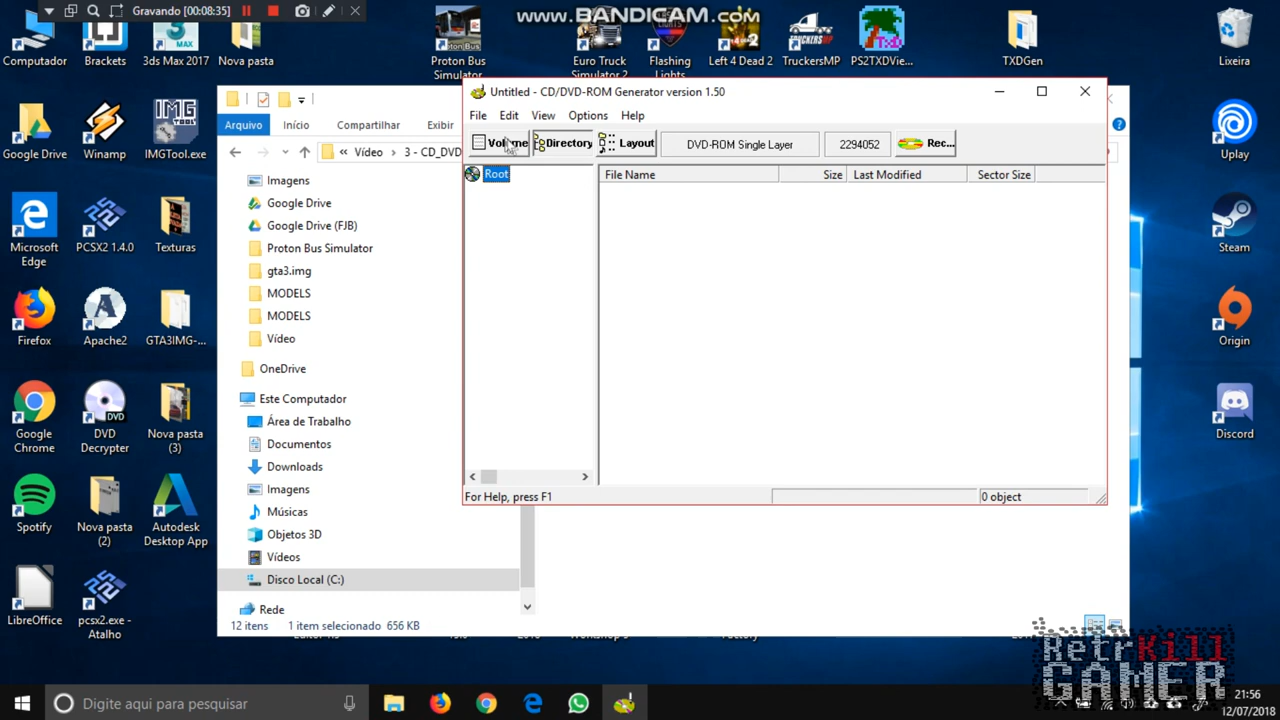 Gravando [00:08:35]
www.BANDICAM.com
Computador
Brackets
3ds Max 2017
Nova pasta
Proton Bus
Simulator
Euro Truck
Simulator 2
Flashing
Lights
Left 4 Dead 2
TruckersMP
PS2TXDVie...
TXDGen
Lixeira
Google Drive
Winamp
IMGTool.exe
Uplay
Microsoft
Edge
PCSX2 1.4.0
Texturas
Steam
Firefox
Apache2
GTA3IMG-...
Origin
Google
Chrome
DVD
DVD
Decrypter
Nova pasta
(3)
Discord
Spotify
Nova pasta
(2)
Autodesk
Desktop App
LibreOffice
pcsx2.exe -
Atalho
Arquivo
Início
Compartilhar
Exibir
« Vídeo > 3 - CD_DVD
Imagens
Google Drive
Google Drive (FJB)
Proton Bus Simulator
gta3.img
MODELS
MODELS
Vídeo
OneDrive
Este Computador
Área de Trabalho
Documentos
Downloads
Imagens
Músicas
Objetos 3D
Vídeos
Disco Local (C:)
Rede
12 itens
1 item selecionado 656 KB
Untitled - CD/DVD-ROM Generator version 1.50
File
Edit
View
Options
Help
Volume
Directory
Layout
DVD-ROM Single Layer
2294052
Rec...
Root
File Name
Size
Last Modified
Sector Size
For Help, press F1
0 object
RetrKill
GAMER
Digite aqui para pesquisar
21:56
12/07/2018